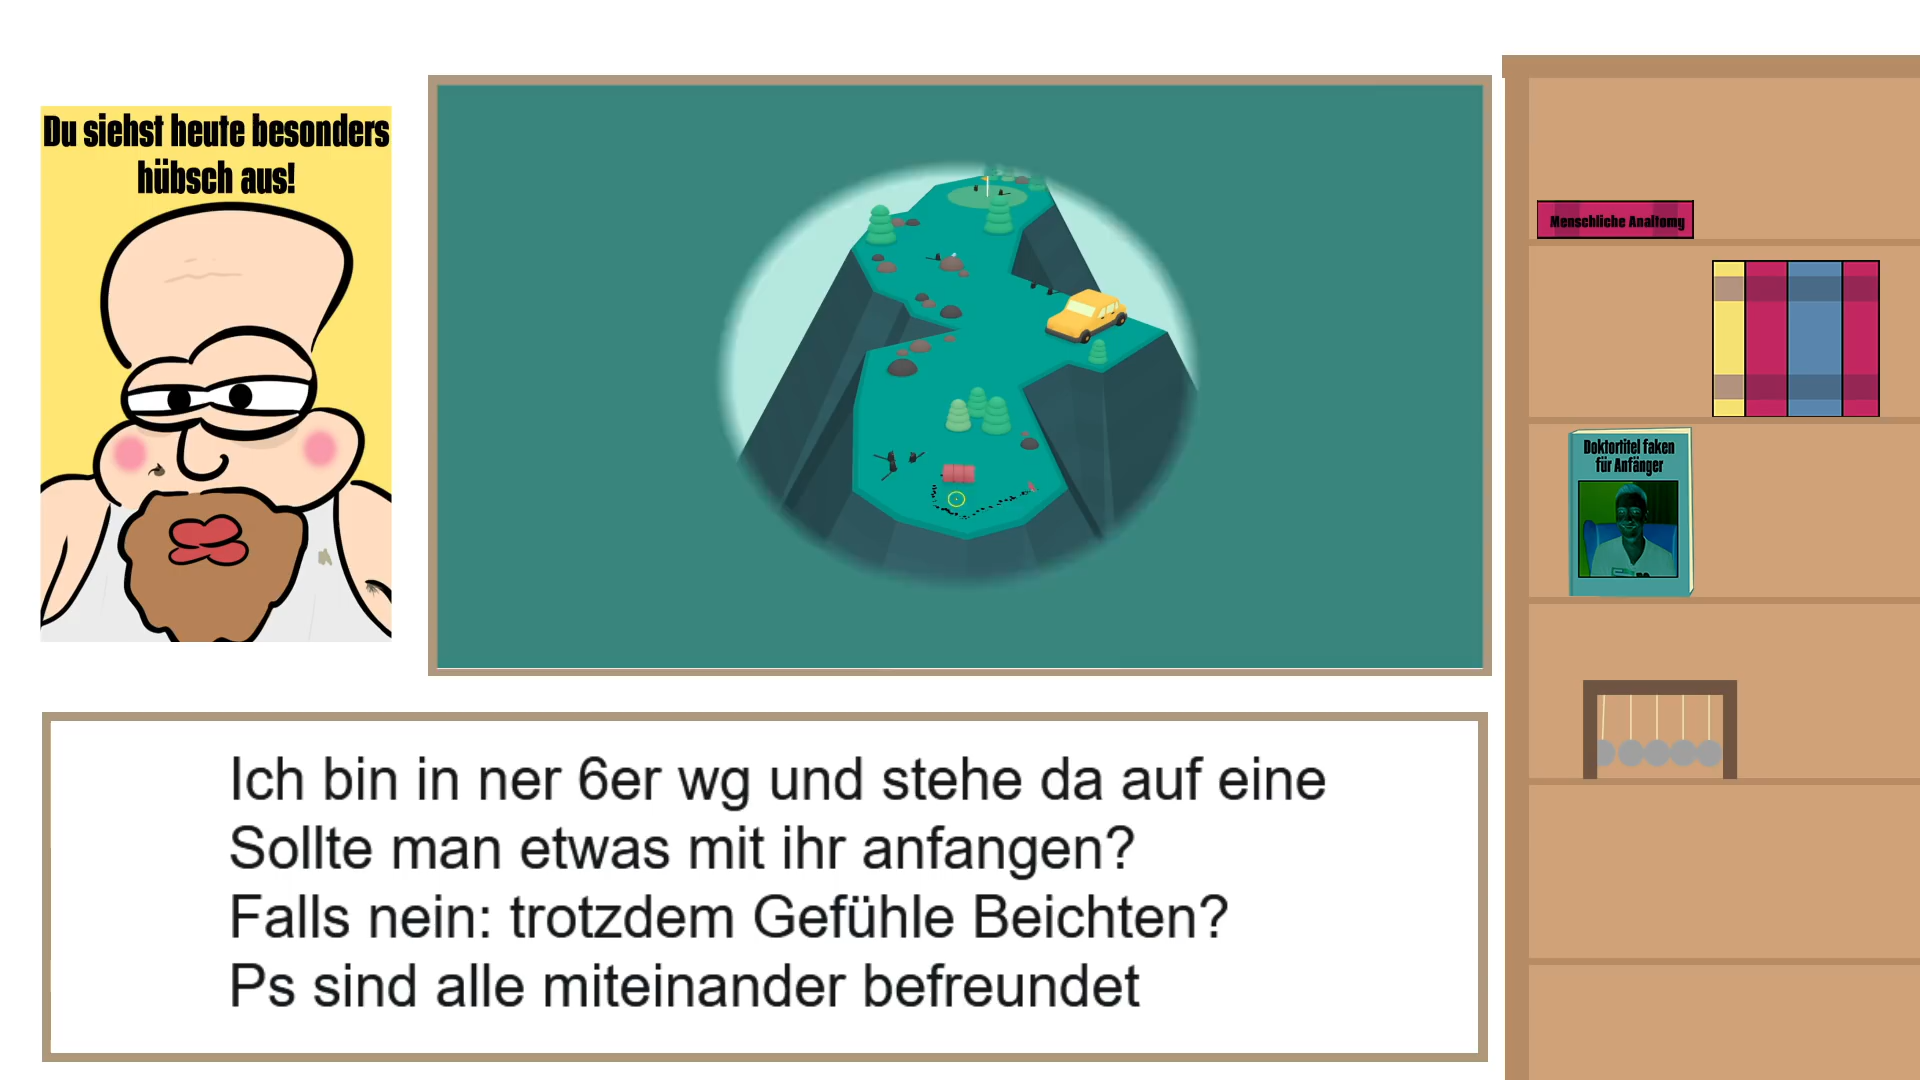 Du siehst heute besonders
hübsch aus!
Menschliche Analtomy
Doktortitel faken
für Anfänger
Ich bin in ner 6er wg und stehe da auf eine
Sollte man etwas mit ihr anfangen?
Falls nein: trotzdem Gefühle Beichten?
Ps sind alle miteinander befreundet